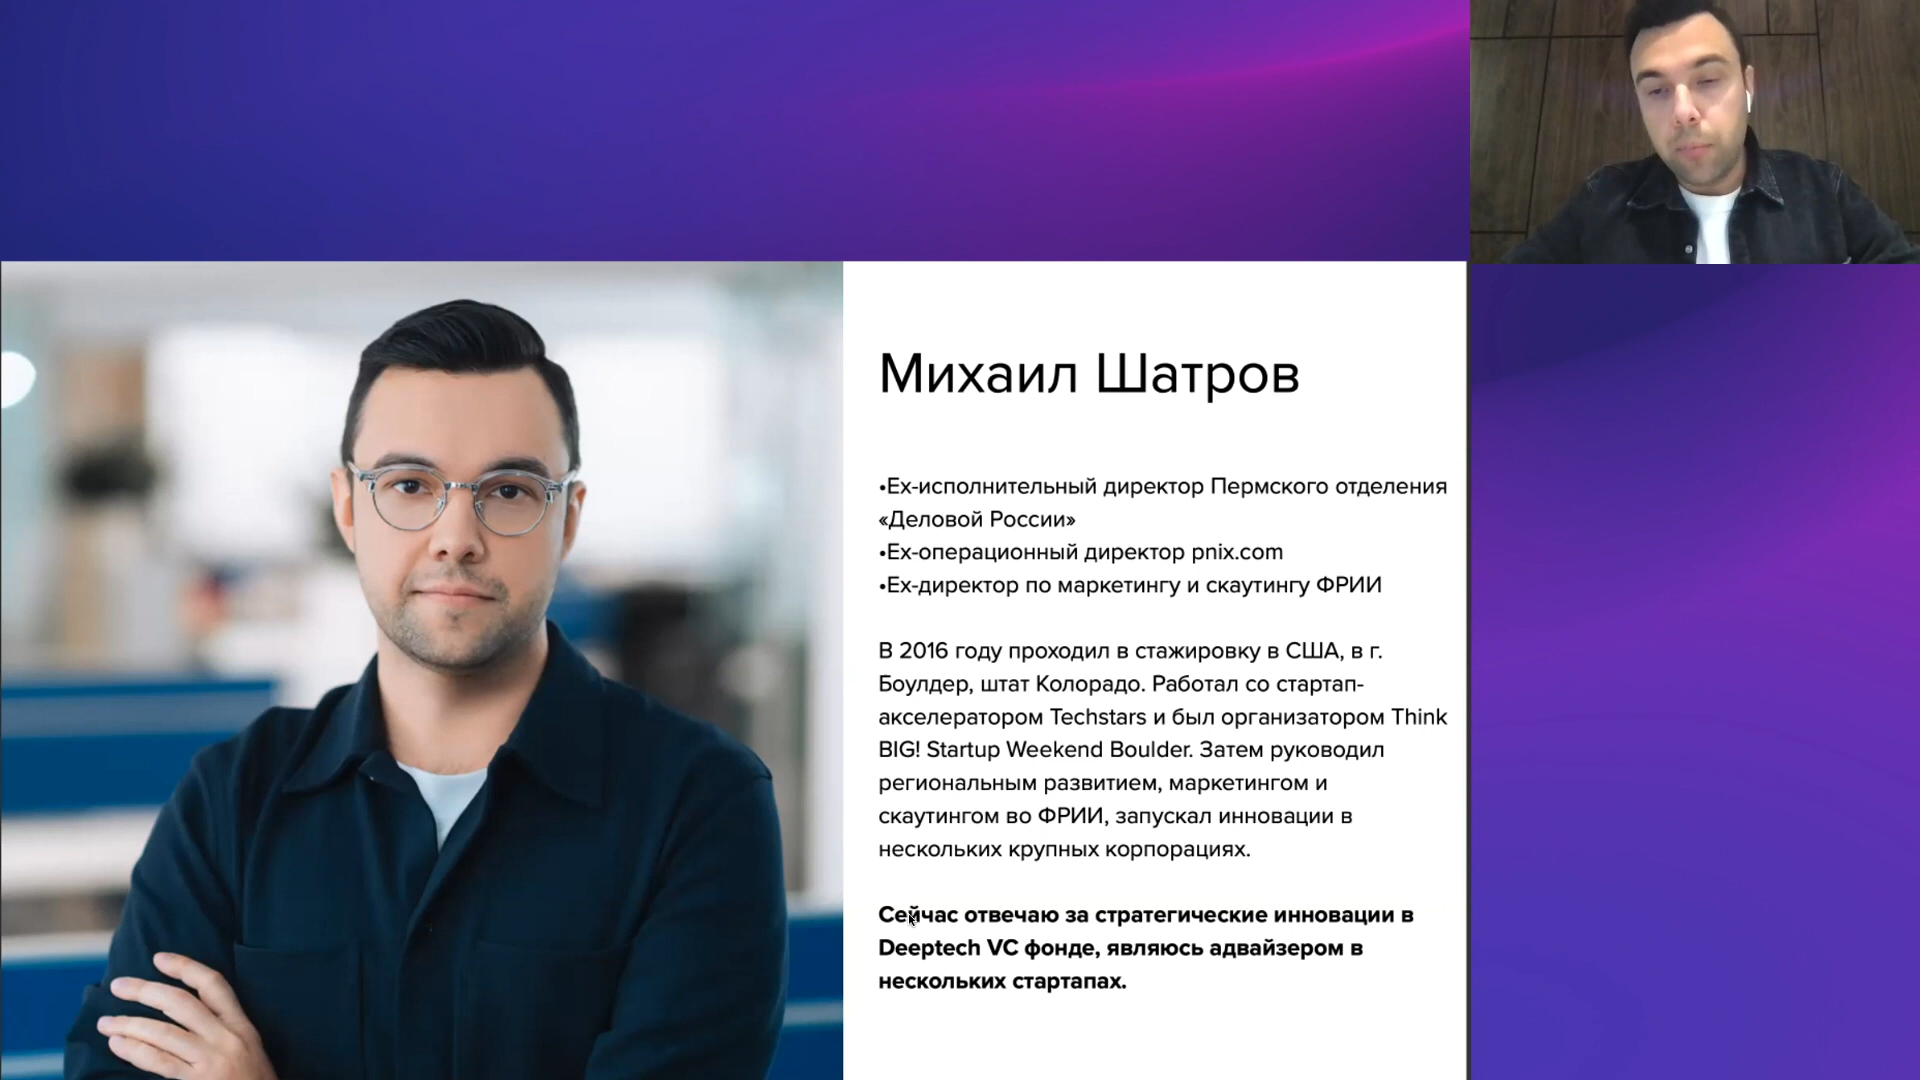 Михаил Шатров
•Ex-исполнительный директор Пермского отделения
«Деловой России»
•Ex-операционный директор pnix.com
•Ex-директор по маркетингу и скаутингу ФРИИ
В 2016 году проходил в стажировку в США, в г.
Боулдер, штат Колорадо. Работал со стартап-
акселератором Techstars и был организатором Think
BIG! Startup Weekend Boulder. Затем руководил
региональным развитием, маркетингом и
скаутингом во ФРИИ, запускал инновации в
нескольких крупных корпорациях.
Сейчас отвечаю за стратегические инновации в
Deeptech VC фонде, являюсь адвайзером в
нескольких стартапах.